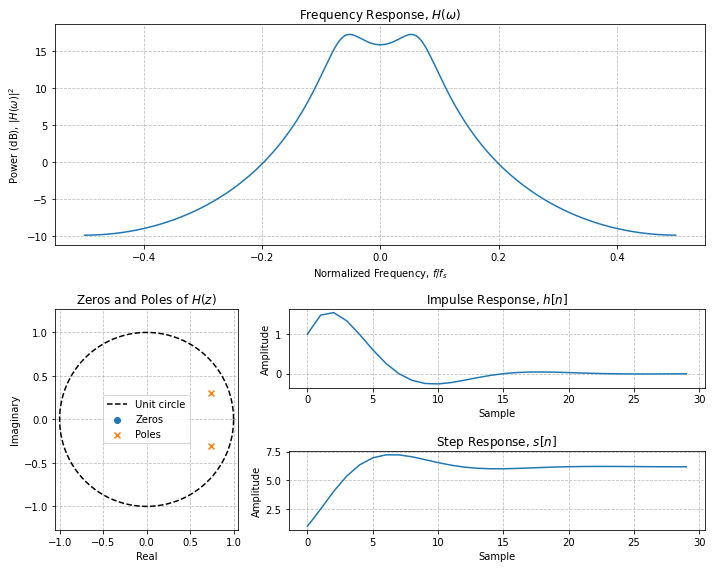 Frequency Response, H(ω)
Power (dB), |H(ω)|²
15
10
5
0
−5
−10
−0.4
−0.2
0.0
0.2
0.4
Normalized Frequency, f/fₛ
Zeros and Poles of H(z)
Imaginary
1.0
0.5
0.0
−0.5
−1.0
Unit circle
Zeros
Poles
−1.0
−0.5
0.0
0.5
1.0
Real
Impulse Response, h[n]
Amplitude
1
0
0
5
10
15
20
25
30
Sample
Step Response, s[n]
Amplitude
7.5
5.0
2.5
0
5
10
15
20
25
30
Sample